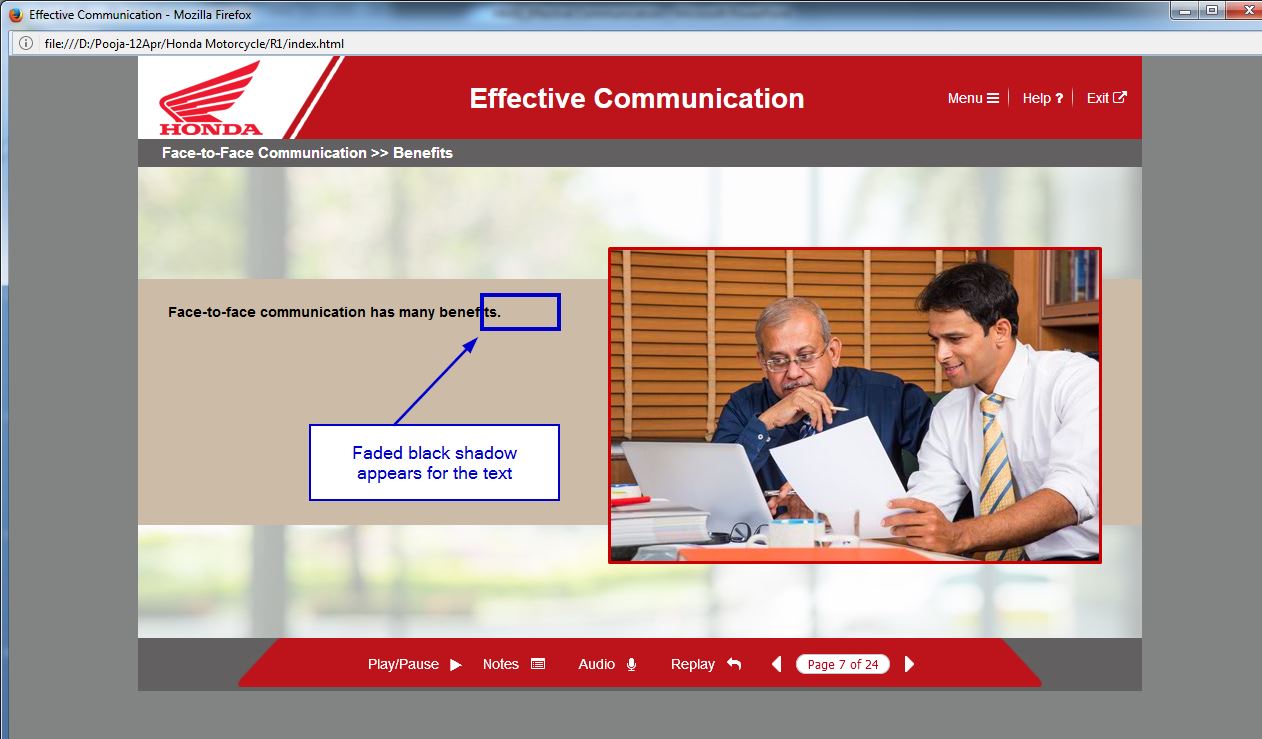 Effective Communication - Mozilla Firefox
file:///D:/Pooja-12Apr/Honda Motorcycle/R1/index.html
HONDA
Effective Communication
Menu
Help ?
Exit
Face-to-Face Communication >> Benefits
Face-to-face communication has many benefits.
Faded black shadow
appears for the text
Play/Pause
Notes
Audio
Replay
Page 7 of 24